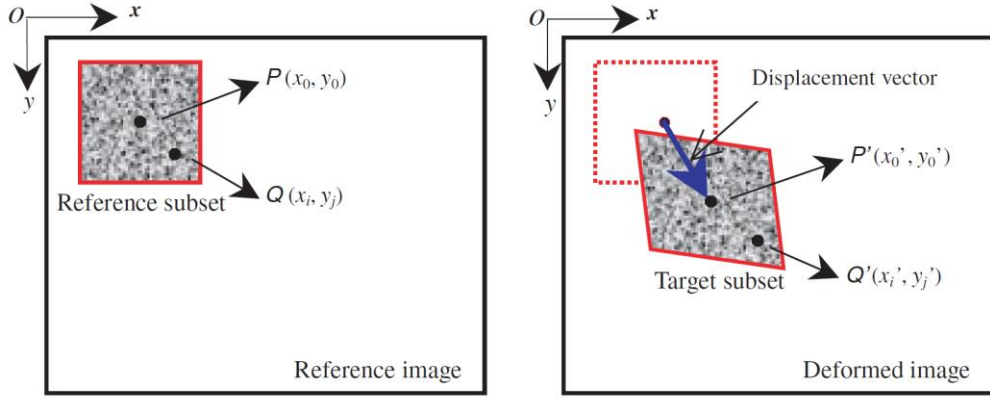 O x
y
P(x₀, y₀)
Q(xᵢ, yⱼ)
Reference subset
Reference image
O x
y
Displacement vector
P’(x₀’, y₀’)
Q’(xᵢ’, yⱼ’)
Target subset
Deformed image